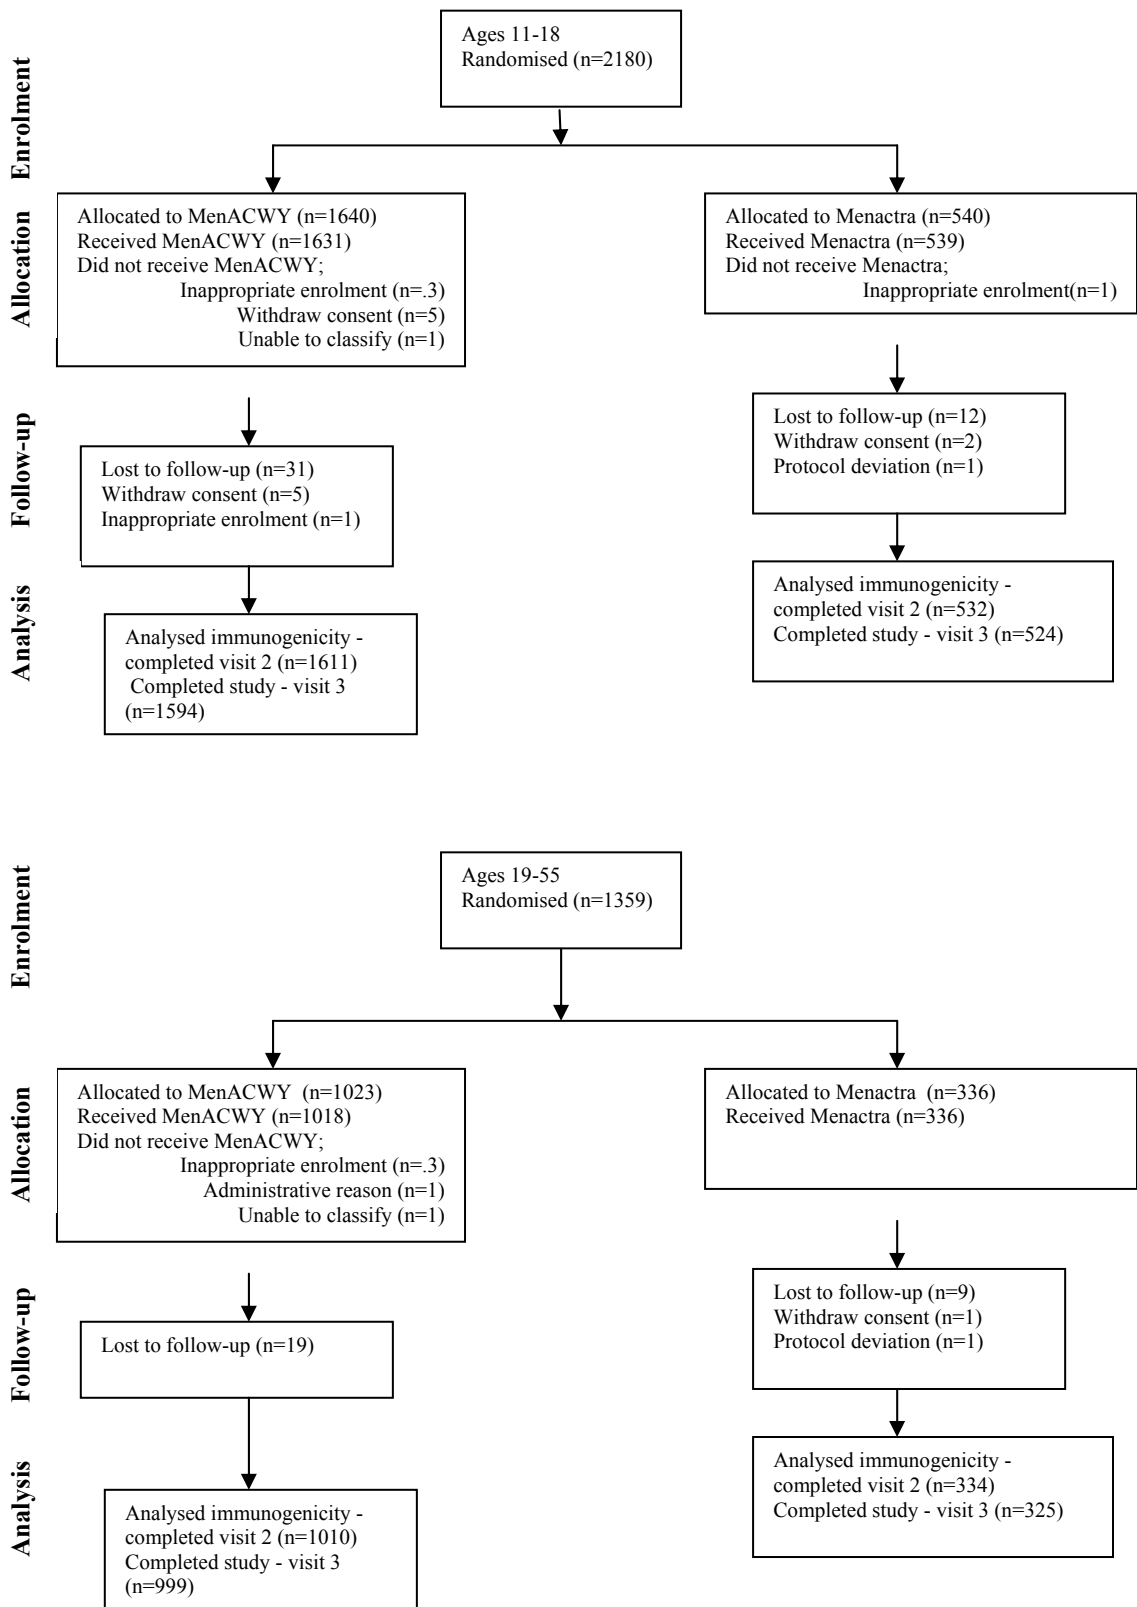 Enrolment
Ages 11-18
Randomised (n=2180)
Allocation
Allocated to MenACWY (n=1640)
Received MenACWY (n=1631)
Did not receive MenACWY;
Inappropriate enrolment (n=.3)
Withdraw consent (n=5)
Unable to classify (n=1)
Allocated to Menactra (n=540)
Received Menactra (n=539)
Did not receive Menactra;
Inappropriate enrolment(n=1)
Follow-up
Lost to follow-up (n=31)
Withdraw consent (n=5)
Inappropriate enrolment (n=1)
Lost to follow-up (n=12)
Withdraw consent (n=2)
Protocol deviation (n=1)
Analysis
Analysed immunogenicity -
completed visit 2 (n=1611)
Completed study - visit 3
(n=1594)
Analysed immunogenicity -
completed visit 2 (n=532)
Completed study - visit 3 (n=524)
Enrolment
Ages 19-55
Randomised (n=1359)
Allocation
Allocated to MenACWY  (n=1023)
Received MenACWY (n=1018)
Did not receive MenACWY;
Inappropriate enrolment (n=.3)
Administrative reason (n=1)
Unable to classify (n=1)
Allocated to Menactra  (n=336)
Received Menactra (n=336)
Follow-up
Lost to follow-up (n=19)
Lost to follow-up (n=9)
Withdraw consent (n=1)
Protocol deviation (n=1)
Analysis
Analysed immunogenicity -
completed visit 2 (n=1010)
Completed study - visit 3
(n=999)
Analysed immunogenicity -
completed visit 2 (n=334)
Completed study - visit 3 (n=325)